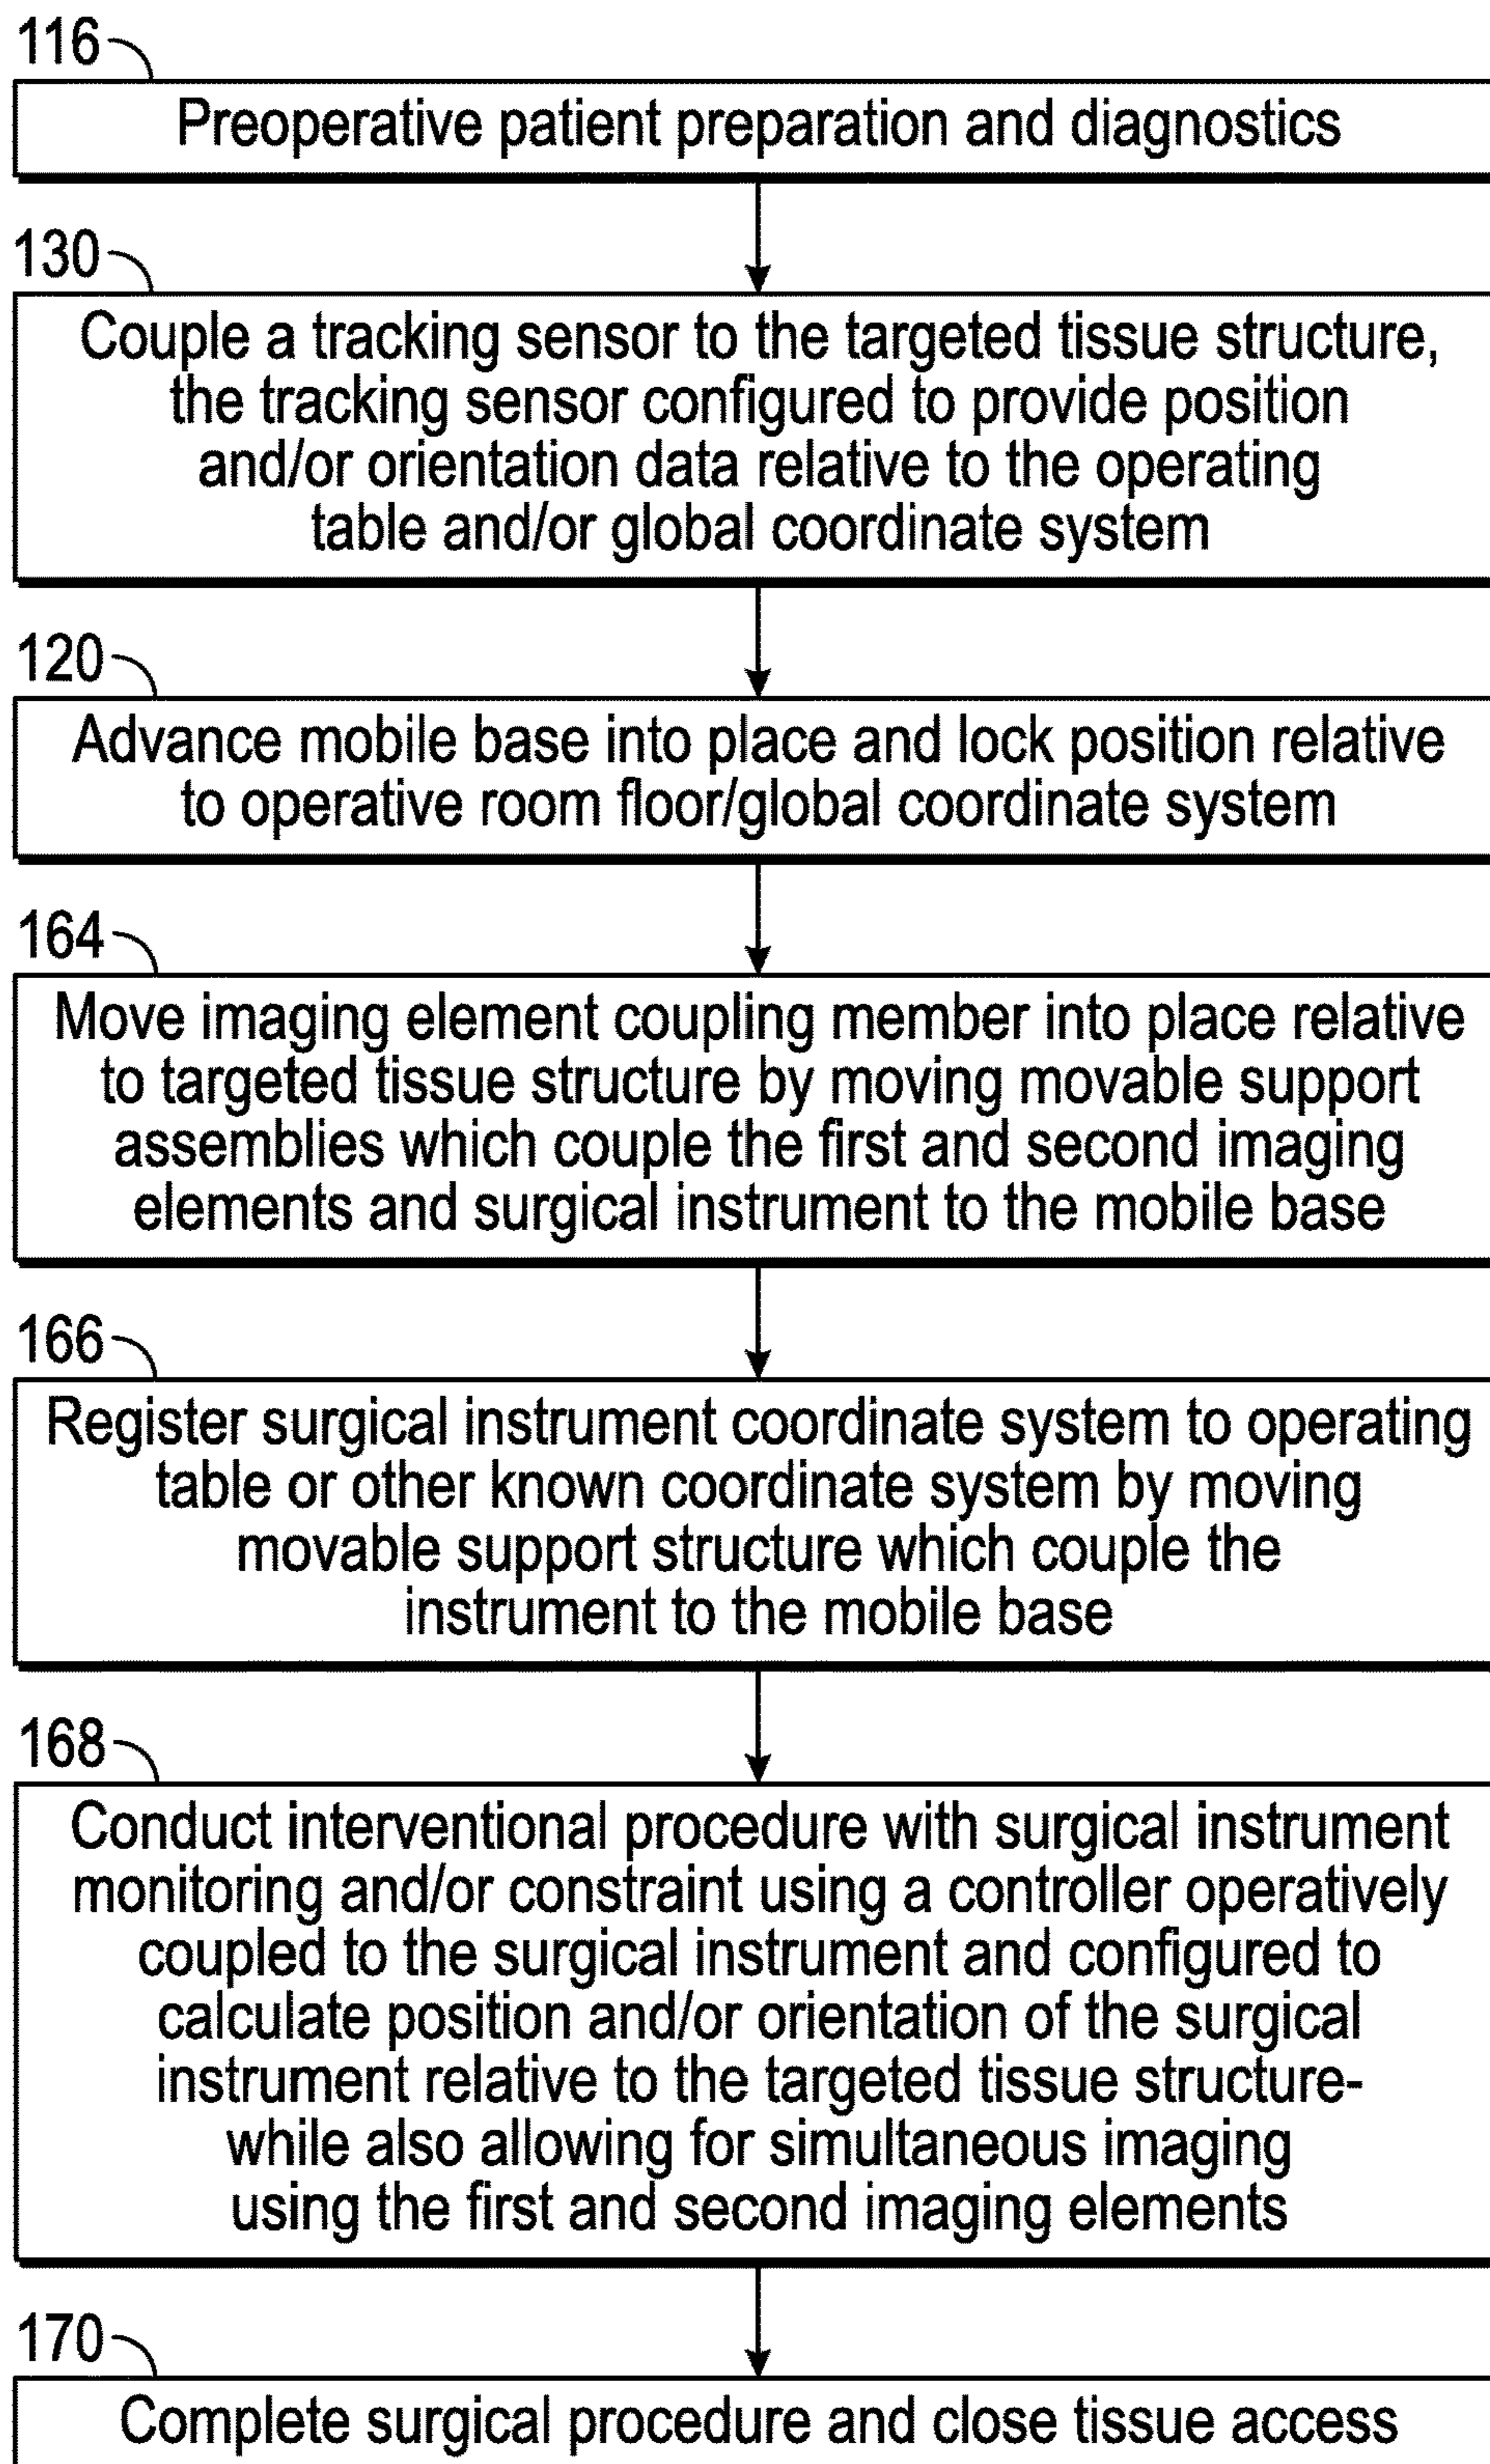 116
Preoperative patient preparation and diagnostics
130
Couple a tracking sensor to the targeted tissue structure,
the tracking sensor configured to provide position
and/or orientation data relative to the operating
table and/or global coordinate system
120
Advance mobile base into place and lock position relative
to operative room floor/global coordinate system
164
Move imaging element coupling member into place relative
to targeted tissue structure by moving movable support
assemblies which couple the first and second imaging
elements and surgical instrument to the mobile base
166
Register surgical instrument coordinate system to operating
table or other known coordinate system by moving
movable support structure which couple the
instrument to the mobile base
168
Conduct interventional procedure with surgical instrument
monitoring and/or constraint using a controller operatively
coupled to the surgical instrument and configured to
calculate position and/or orientation of the surgical
instrument relative to the targeted tissue structure-
while also allowing for simultaneous imaging
using the first and second imaging elements
170
Complete surgical procedure and close tissue access